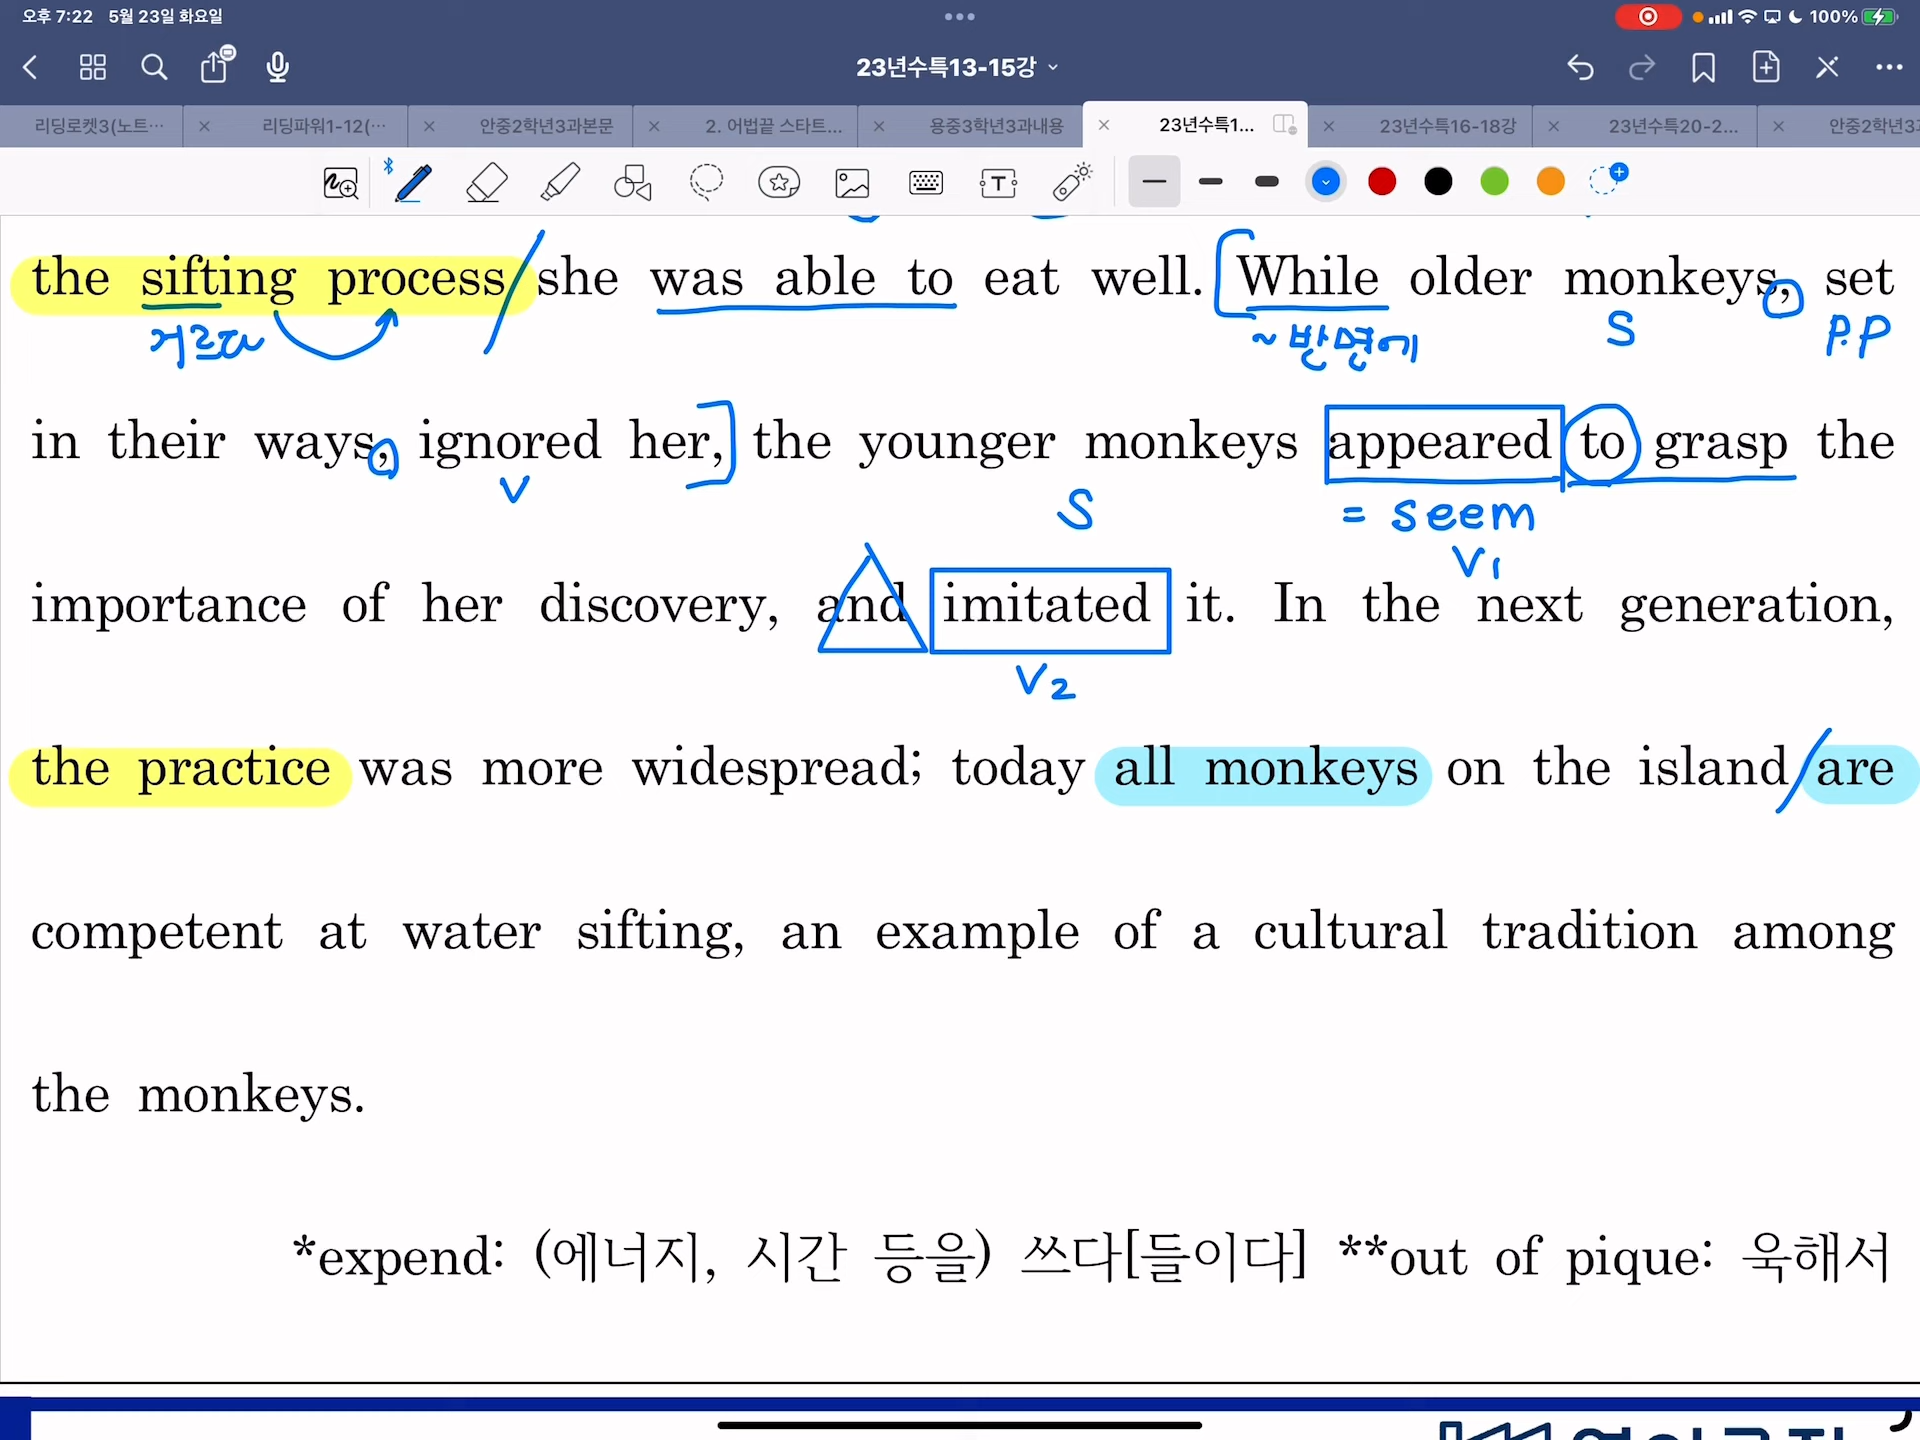 오후 7:22 5월 23일 화요일
100%
23년수특13-15강
리딩로켓3(노트…
리딩파워1-12(…
안중2학년3과본문
2. 어법끝 스타트...
용중3학년3과내용
23년수특1...
23년수특16-18강
23년수특20-2...
안중2학년3
the sifting process / she was able to eat well. [While older monkeys, set
거르다 ~반면에 S P.P
in their ways, ignored her,] the younger monkeys appeared to grasp the
V S = seem
V1
importance of her discovery, and imitated it. In the next generation,
V2
the practice was more widespread; today all monkeys on the island / are
competent at water sifting, an example of a cultural tradition among
the monkeys.
*expend: (에너지, 시간 등을) 쓰다[들이다] **out of pique: 욱해서